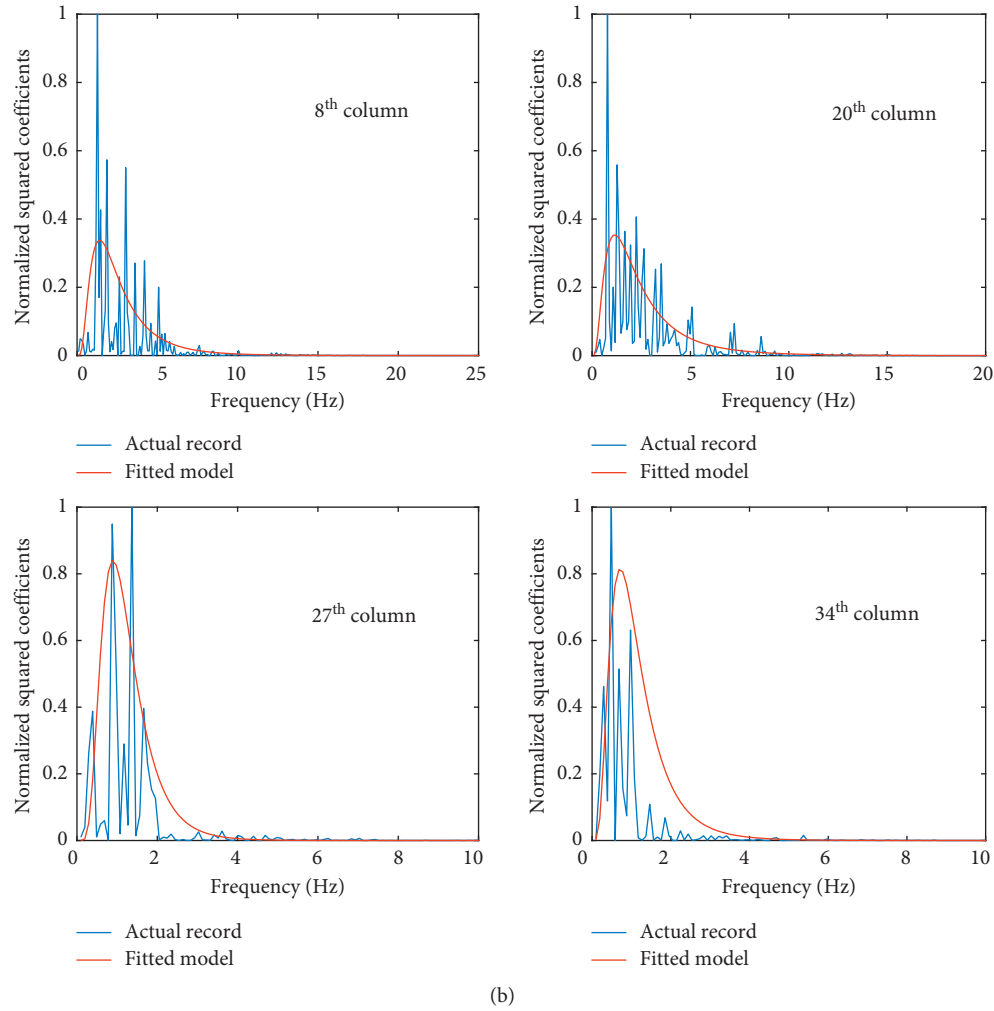 Normalized squared coefficients
1
0.8
0.6
0.4
0.2
0
8th column
0 5 10 15 20 25
Frequency (Hz)
Actual record
Fitted model
Normalized squared coefficients
1
0.8
0.6
0.4
0.2
0
20th column
0 5 10 15 20
Frequency (Hz)
Actual record
Fitted model
Normalized squared coefficients
1
0.8
0.6
0.4
0.2
0
27th column
0 2 4 6 8 10
Frequency (Hz)
Actual record
Fitted model
Normalized squared coefficients
1
0.8
0.6
0.4
0.2
0
34th column
0 2 4 6 8 10
Frequency (Hz)
Actual record
Fitted model
(b)